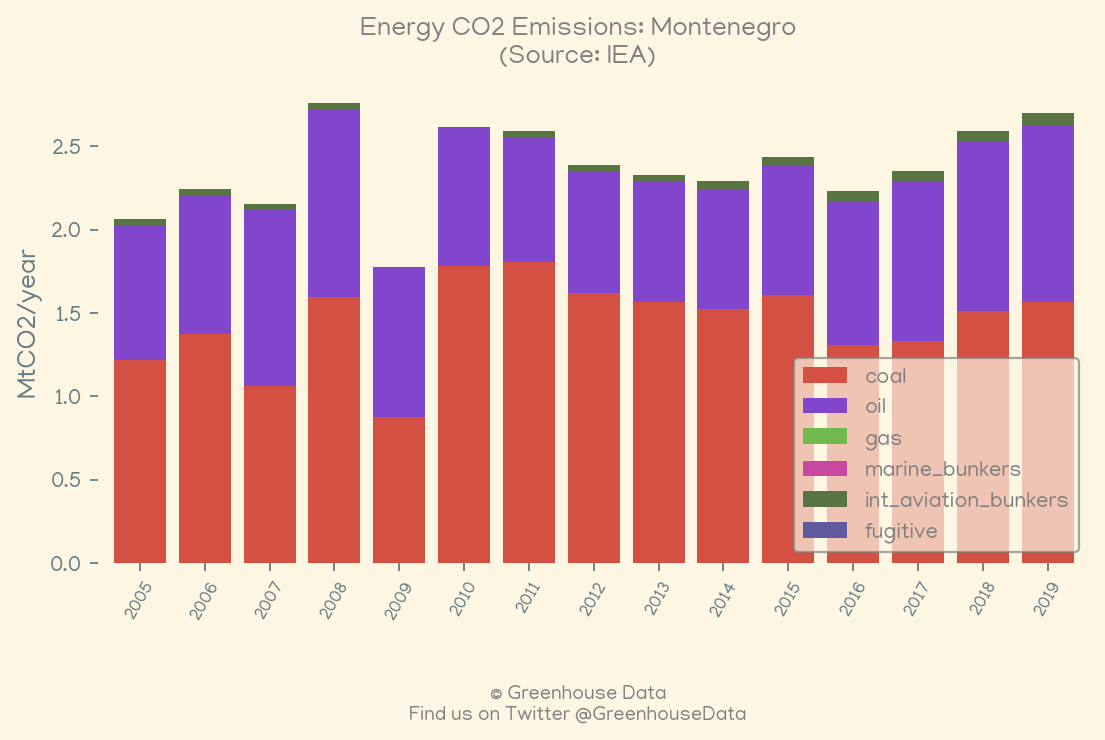 Energy CO2 Emissions: Montenegro
(Source: IEA)
MtCO2/year
2.5
2.0
1.5
1.0
0.5
0.0
coal
oil
gas
marine_bunkers
int_aviation_bunkers
fugitive
2005
2006
2007
2008
2009
2010
2011
2012
2013
2014
2015
2016
2017
2018
2019
© Greenhouse Data
Find us on Twitter @GreenhouseData